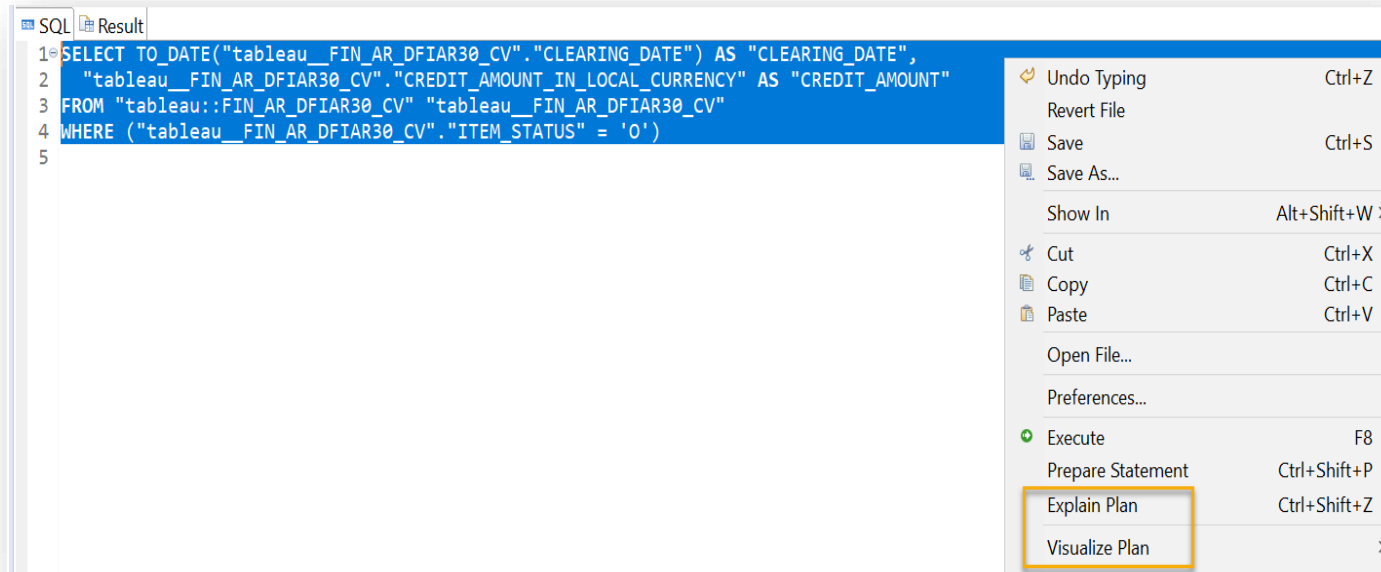 SQL Result
1 SELECT TO_DATE("tableau__FIN_AR_DFIAR30_CV"."CLEARING_DATE") AS "CLEARING_DATE",
2 "tableau__FIN_AR_DFIAR30_CV"."CREDIT_AMOUNT_IN_LOCAL_CURRENCY" AS "CREDIT_AMOUNT"
3 FROM "tableau::FIN_AR_DFIAR30_CV" "tableau__FIN_AR_DFIAR30_CV"
4 WHERE ("tableau__FIN_AR_DFIAR30_CV"."ITEM_STATUS" = 'O')
5
Undo Typing Ctrl+Z
Revert File
Save Ctrl+S
Save As...
Show In Alt+Shift+W
Cut Ctrl+X
Copy Ctrl+C
Paste Ctrl+V
Open File...
Preferences...
Execute F8
Prepare Statement Ctrl+Shift+P
Explain Plan Ctrl+Shift+Z
Visualize Plan